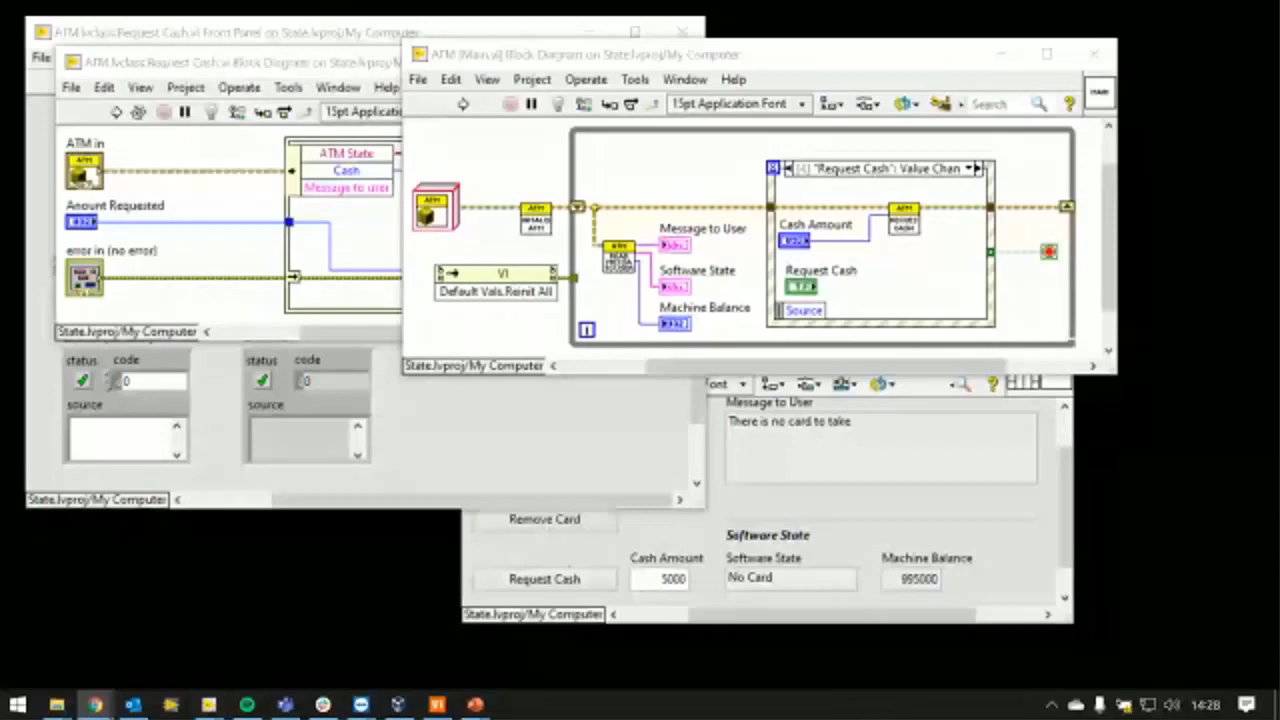 ATM.lvclass:Request Cash.vi Front Panel on State.lvproj/My Computer
File
ATM.lvclass:Request Cash.vi Block Diagram on State.lvproj/M
File Edit View Project Operate Tools Window Help
15pt Applicatio
ATM in
ATM
ATM State
Cash
Message to user
Amount Requested
error in (no error)
State.lvproj/My Computer
status code
0
source
status code
0
source
State.lvproj/My Computer
ATM (Main.vi) Block Diagram on State.lvproj/My Computer
File Edit View Project Operate Tools Window Help
15pt Application Font
Search
"Request Cash": Value Chan
Cash Amount
Request Cash
Source
Message to User
Software State
Machine Balance
VI
Default Vals.Reinit All
i
State.lvproj/My Computer
ont
Message to User
There is no card to take
Remove Card
Software State
Cash Amount Software State Machine Balance
Request Cash 5000 No Card 995000
State.lvproj/My Computer
14:28